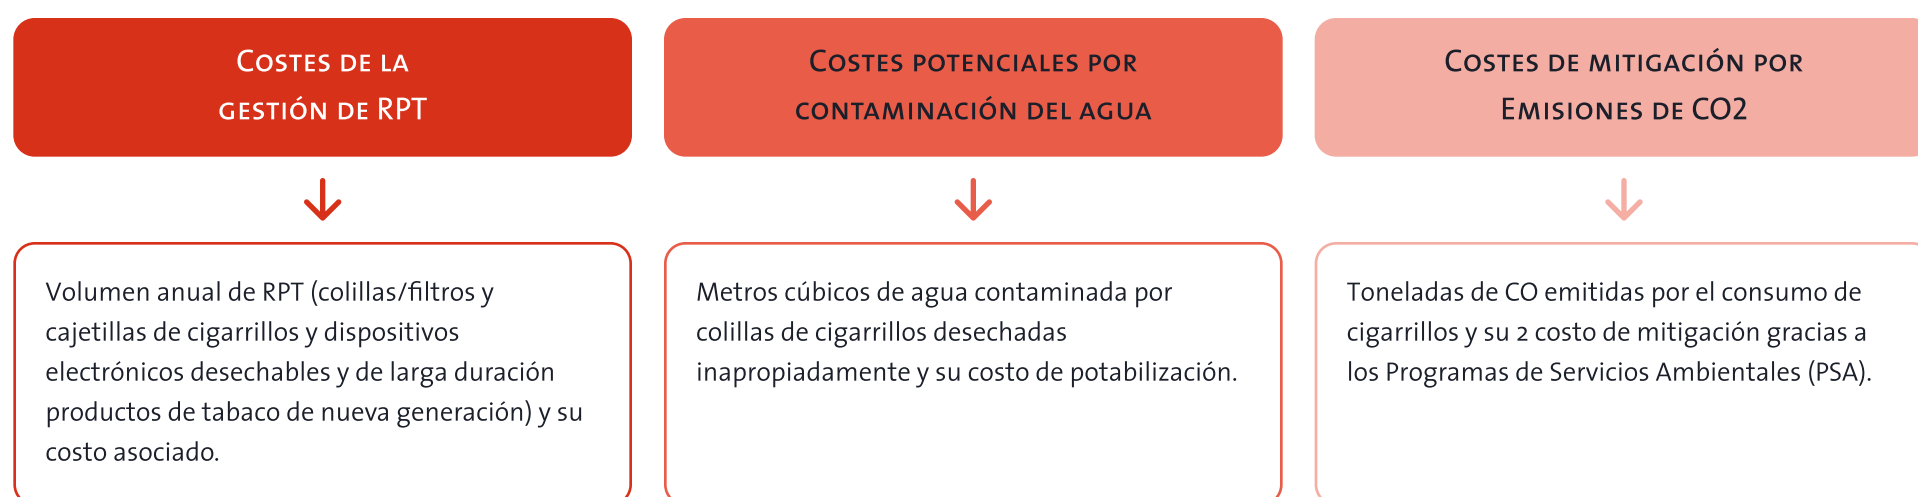 Costes de la
gestión de RPT
Volumen anual de RPT (colillas/filtros y
cajetillas de cigarrillos y dispositivos
electrónicos desechables y de larga duración
productos de tabaco de nueva generación) y su
costo asociado.
Costes potenciales por
contaminación del agua
Metros cúbicos de agua contaminada por
colillas de cigarrillos desechadas
inapropiadamente y su costo de potabilización.
Costes de mitigación por
Emisiones de CO2
Toneladas de CO emitidas por el consumo de
cigarrillos y su 2 costo de mitigación gracias a
los Programas de Servicios Ambientales (PSA).